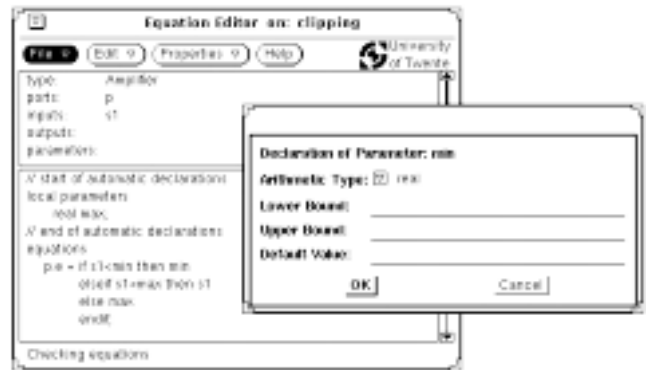 Equation Editor on: clipping
File Edit Properties Help
University
of Twente
type: Amplifier
ports: p
inputs: s1
outputs:
parameters:
// start of automatic declarations
local parameters
real max;
// end of automatic declarations
equations
p.e = if s1<min then min
elseif s1<max then s1
else max
endif;
Checking equations
Declaration of Parameter: min
Arithmetic Type: real
Lower Bound:
Upper Bound:
Default Value:
OK Cancel